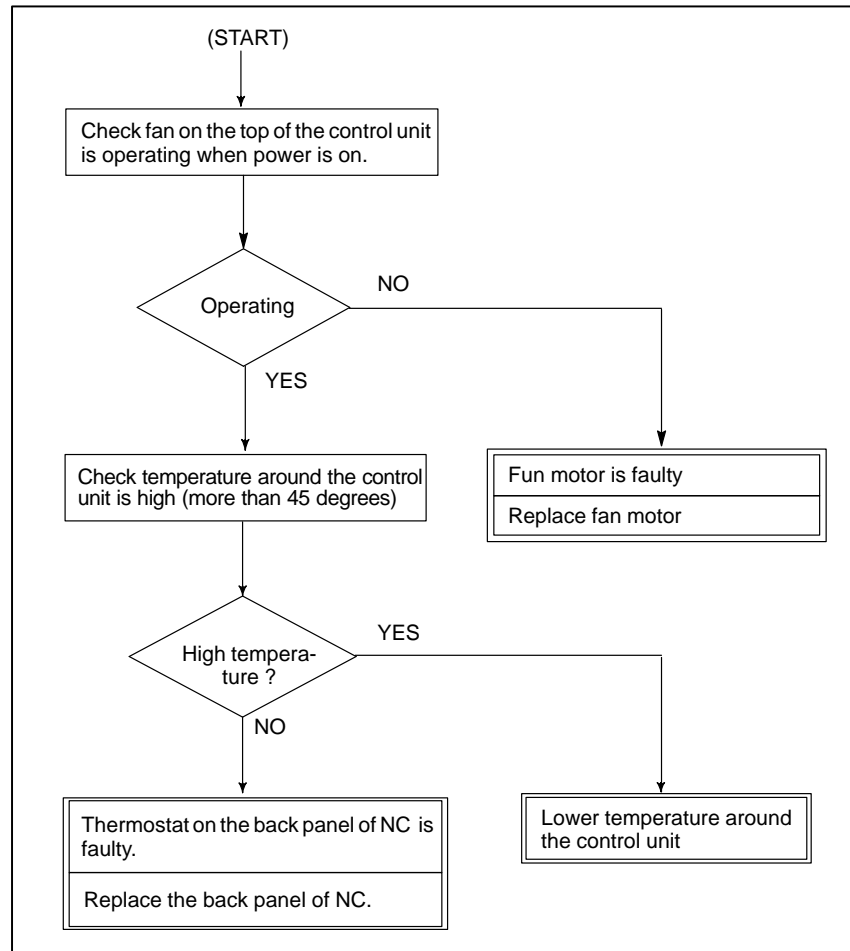 (START)
Check fan on the top of the control unit
is operating when power is on.
Operating
NO
YES
Check temperature around the control
unit is high (more than 45 degrees)
Fun motor is faulty
Replace fan motor
High tempera-
ture ?
YES
NO
Thermostat on the back panel of NC is
faulty.
Replace the back panel of NC.
Lower temperature around
the control unit